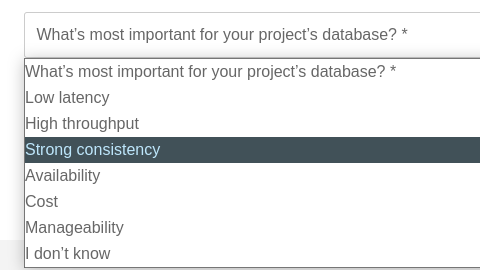 What’s most important for your project’s database? *
What’s most important for your project’s database? *
Low latency
High throughput
Strong consistency
Availability
Cost
Manageability
I don’t know